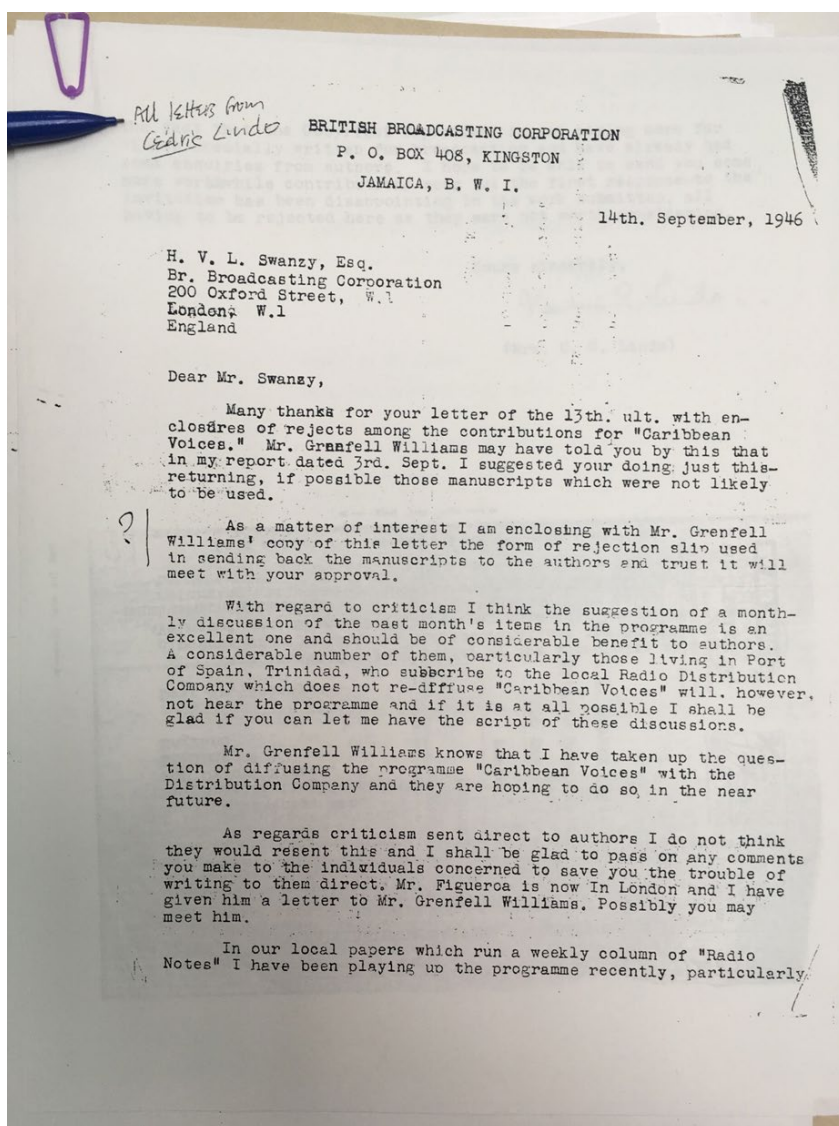 All letters from
Cedric Lindo
BRITISH BROADCASTING CORPORATION
P. O. BOX 408, KINGSTON
JAMAICA, B. W. I.
14th. September, 1946
H. V. L. Swanzy, Esq.
Br. Broadcasting Corporation
200 Oxford Street, W.1
London, W.1
England
Dear Mr. Swanzy,
Many thanks for your letter of the 13th. ult. with en-
closures of rejects among the contributions for "Caribbean
Voices." Mr. Grenfell Williams may have told you by this that
in my report dated 3rd. Sept. I suggested your doing just this-
returning, if possible those manuscripts which were not likely
to be used.
?
As a matter of interest I am enclosing with Mr. Grenfell
Williams' copy of this letter the form of rejection slip used
in sending back the manuscripts to the authors and trust it will
meet with your approval.
With regard to criticism I think the suggestion of a month-
ly discussion of the past month's items in the programme is an
excellent one and should be of considerable benefit to authors.
A considerable number of them, particularly those living in Port
of Spain, Trinidad, who subscribe to the local Radio Distribution
Company which does not re-dffuse "Caribbean Voices" will, however,
not hear the programme and if it is at all possible I shall be
glad if you can let me have the script of these discussions.
Mr. Grenfell Williams knows that I have taken up the ques-
tion of diffusing the programme "Caribbean Voices" with the
Distribution Company and they are hoping to do so in the near
future.
As regards criticism sent direct to authors I do not think
they would resent this and I shall be glad to pass on any comments
you make to the individuals concerned to save you the trouble of
writing to them direct. Mr. Figueroa is now In London and I have
given him a letter to Mr. Grenfell Williams. Possibly you may
meet him.
In our local papers which run a weekly column of "Radio
Notes" I have been playing up the programme recently, particularly